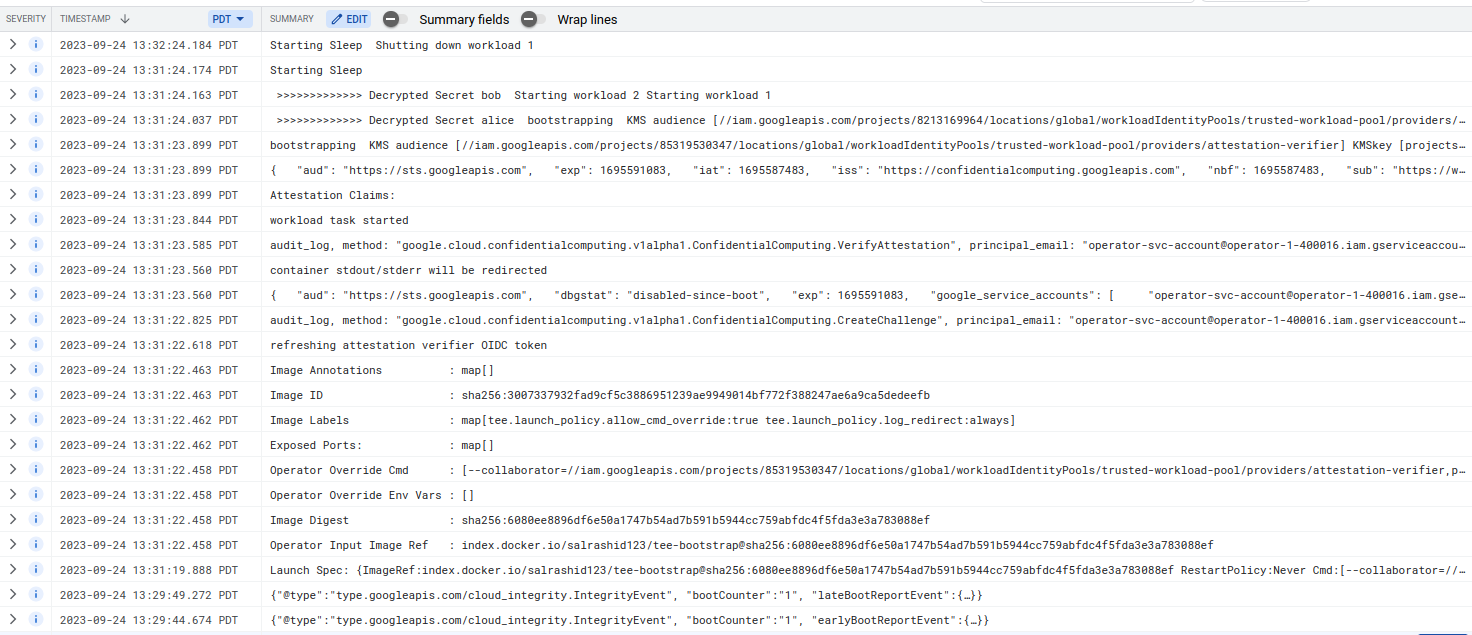 SEVERITY TIMESTAMP PDT SUMMARY EDIT Summary fields Wrap lines
2023-09-24 13:32:24.184 PDT Starting Sleep  Shutting down workload 1
2023-09-24 13:31:24.174 PDT Starting Sleep
2023-09-24 13:31:24.163 PDT >>>>>>>>>>>>> Decrypted Secret bob  Starting workload 2 Starting workload 1
2023-09-24 13:31:24.037 PDT >>>>>>>>>>>>> Decrypted Secret alice  bootstrapping  KMS audience [//iam.googleapis.com/projects/8213169964/locations/global/workloadIdentityPools/trusted-workload-pool/providers/…
2023-09-24 13:31:23.899 PDT bootstrapping  KMS audience [//iam.googleapis.com/projects/85319530347/locations/global/workloadIdentityPools/trusted-workload-pool/providers/attestation-verifier] KMSkey [projects…
2023-09-24 13:31:23.899 PDT {  "aud": "https://sts.googleapis.com",  "exp": 1695591083,  "iat": 1695587483,  "iss": "https://confidentialcomputing.googleapis.com",  "nbf": 1695587483,  "sub": "https://w…
2023-09-24 13:31:23.899 PDT Attestation Claims:
2023-09-24 13:31:23.844 PDT workload task started
2023-09-24 13:31:23.585 PDT audit_log, method: "google.cloud.confidentialcomputing.v1alpha1.ConfidentialComputing.VerifyAttestation", principal_email: "operator-svc-account@operator-1-400016.iam.gserviceaccou…
2023-09-24 13:31:23.560 PDT container stdout/stderr will be redirected
2023-09-24 13:31:23.560 PDT {  "aud": "https://sts.googleapis.com",  "dbgstat": "disabled-since-boot",  "exp": 1695591083,  "google_service_accounts": [  "operator-svc-account@operator-1-400016.iam.gse…
2023-09-24 13:31:22.825 PDT audit_log, method: "google.cloud.confidentialcomputing.v1alpha1.ConfidentialComputing.CreateChallenge", principal_email: "operator-svc-account@operator-1-400016.iam.gserviceaccount…
2023-09-24 13:31:22.618 PDT refreshing attestation verifier OIDC token
2023-09-24 13:31:22.463 PDT Image Annotations : map[]
2023-09-24 13:31:22.463 PDT Image ID : sha256:3007337932fad9cf5c3886951239ae9949014bf772f388247ae6a9ca5dedeefb
2023-09-24 13:31:22.462 PDT Image Labels : map[tee.launch_policy.allow_cmd_override:true tee.launch_policy.log_redirect:always]
2023-09-24 13:31:22.462 PDT Exposed Ports: : map[]
2023-09-24 13:31:22.458 PDT Operator Override Cmd : [--collaborator=//iam.googleapis.com/projects/85319530347/locations/global/workloadIdentityPools/trusted-workload-pool/providers/attestation-verifier,p…
2023-09-24 13:31:22.458 PDT Operator Override Env Vars : []
2023-09-24 13:31:22.458 PDT Image Digest : sha256:6080ee8896df6e50a1747b54ad7b591b5944cc759abfdc4f5fda3e3a783088ef
2023-09-24 13:31:22.458 PDT Operator Input Image Ref : index.docker.io/salrashid123/tee-bootstrap@sha256:6080ee8896df6e50a1747b54ad7b591b5944cc759abfdc4f5fda3e3a783088ef
2023-09-24 13:31:19.888 PDT Launch Spec: {ImageRef:index.docker.io/salrashid123/tee-bootstrap@sha256:6080ee8896df6e50a1747b54ad7b591b5944cc759abfdc4f5fda3e3a783088ef RestartPolicy:Never Cmd:[--collaborator=//…
2023-09-24 13:29:49.272 PDT {"@type":"type.googleapis.com/cloud_integrity.IntegrityEvent", "bootCounter":"1", "lateBootReportEvent":{…}}
2023-09-24 13:29:44.674 PDT {"@type":"type.googleapis.com/cloud_integrity.IntegrityEvent", "bootCounter":"1", "earlyBootReportEvent":{…}}